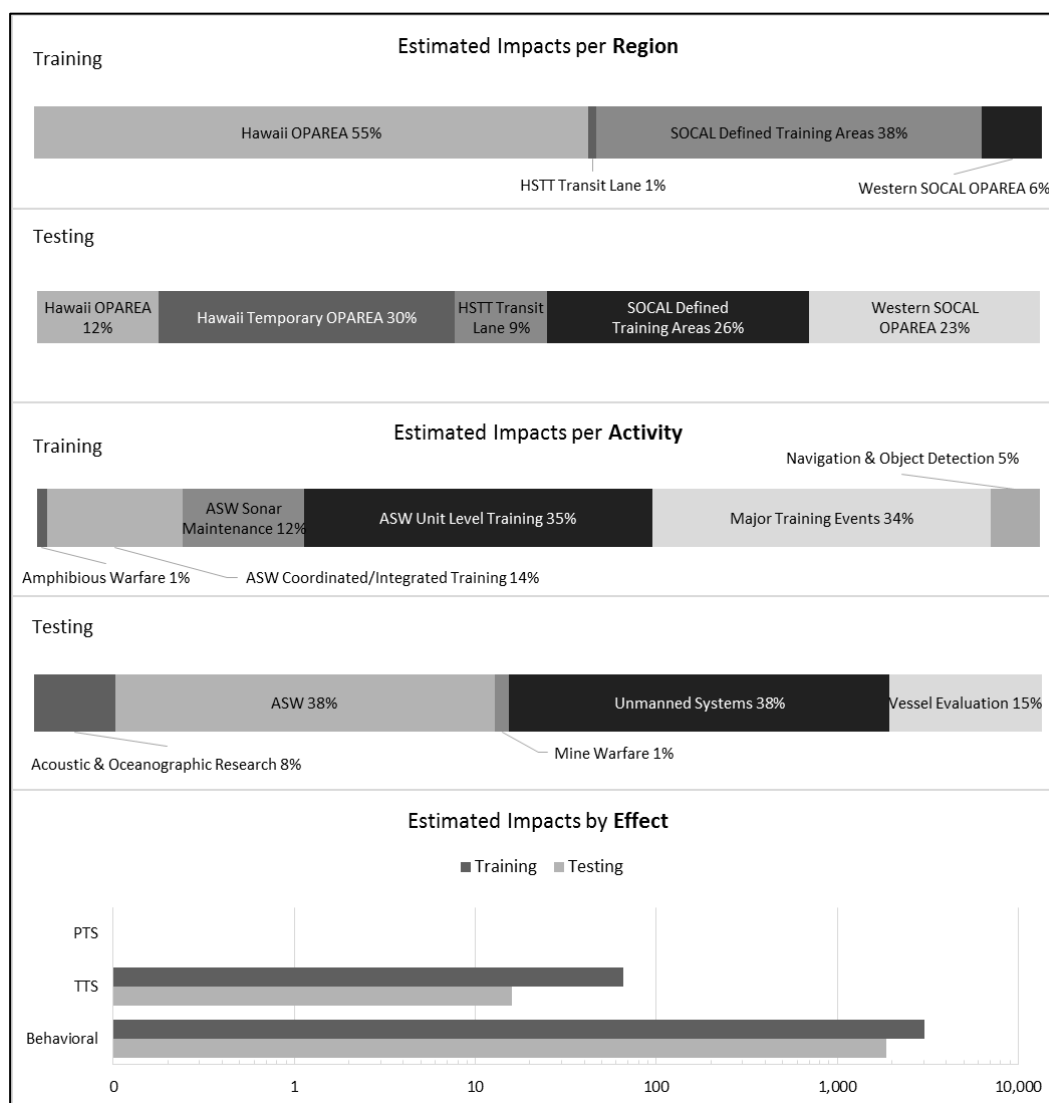 Estimated Impacts per Region
Training
Hawaii OPAREA 55%
SOCAL Defined Training Areas 38%
HSTT Transit Lane 1%
Western SOCAL OPAREA 6%
Testing
Hawaii OPAREA
12%
Hawaii Temporary OPAREA 30%
HSTT Transit
Lane 9%
SOCAL Defined
Training Areas 26%
Western SOCAL
OPAREA 23%
Estimated Impacts per Activity
Training
Navigation & Object Detection 5%
ASW Sonar
Maintenance 12%
ASW Unit Level Training 35%
Major Training Events 34%
Amphibious Warfare 1%
ASW Coordinated/Integrated Training 14%
Testing
ASW 38%
Unmanned Systems 38%
Vessel Evaluation 15%
Mine Warfare 1%
Acoustic & Oceanographic Research 8%
Estimated Impacts by Effect
Training
Testing
PTS
TTS
Behavioral
0 1 10 100 1,000 10,000